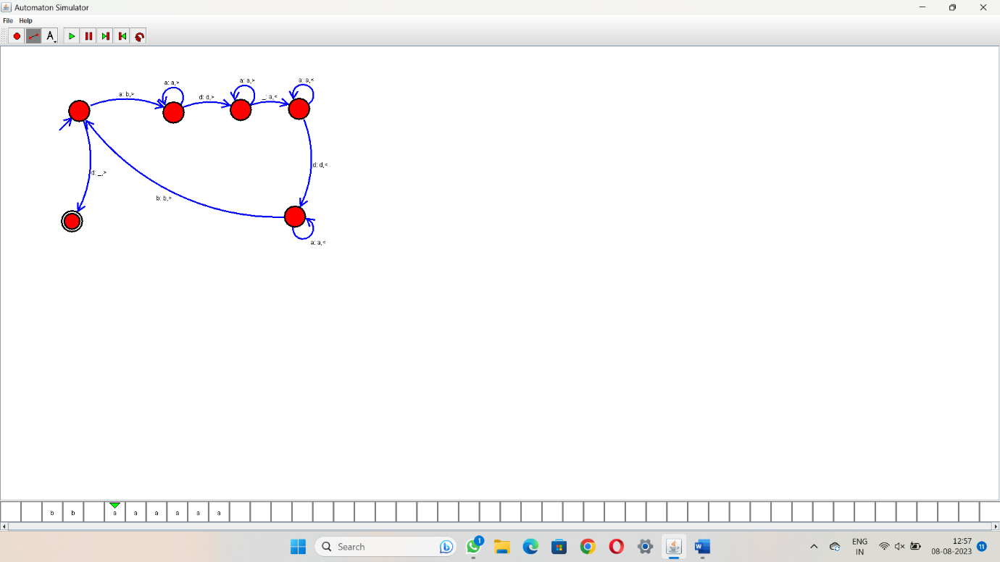 Automaton Simulator
File Help
A
a: a,>
a: a,>
a: a,<
a: b,>
d: d,>
_: a,<
d: d,<
d: _,>
b: b,>
a: a,<
b b a a a a a a
Search
1
ENG
IN
12:57
08-08-2023
11
W